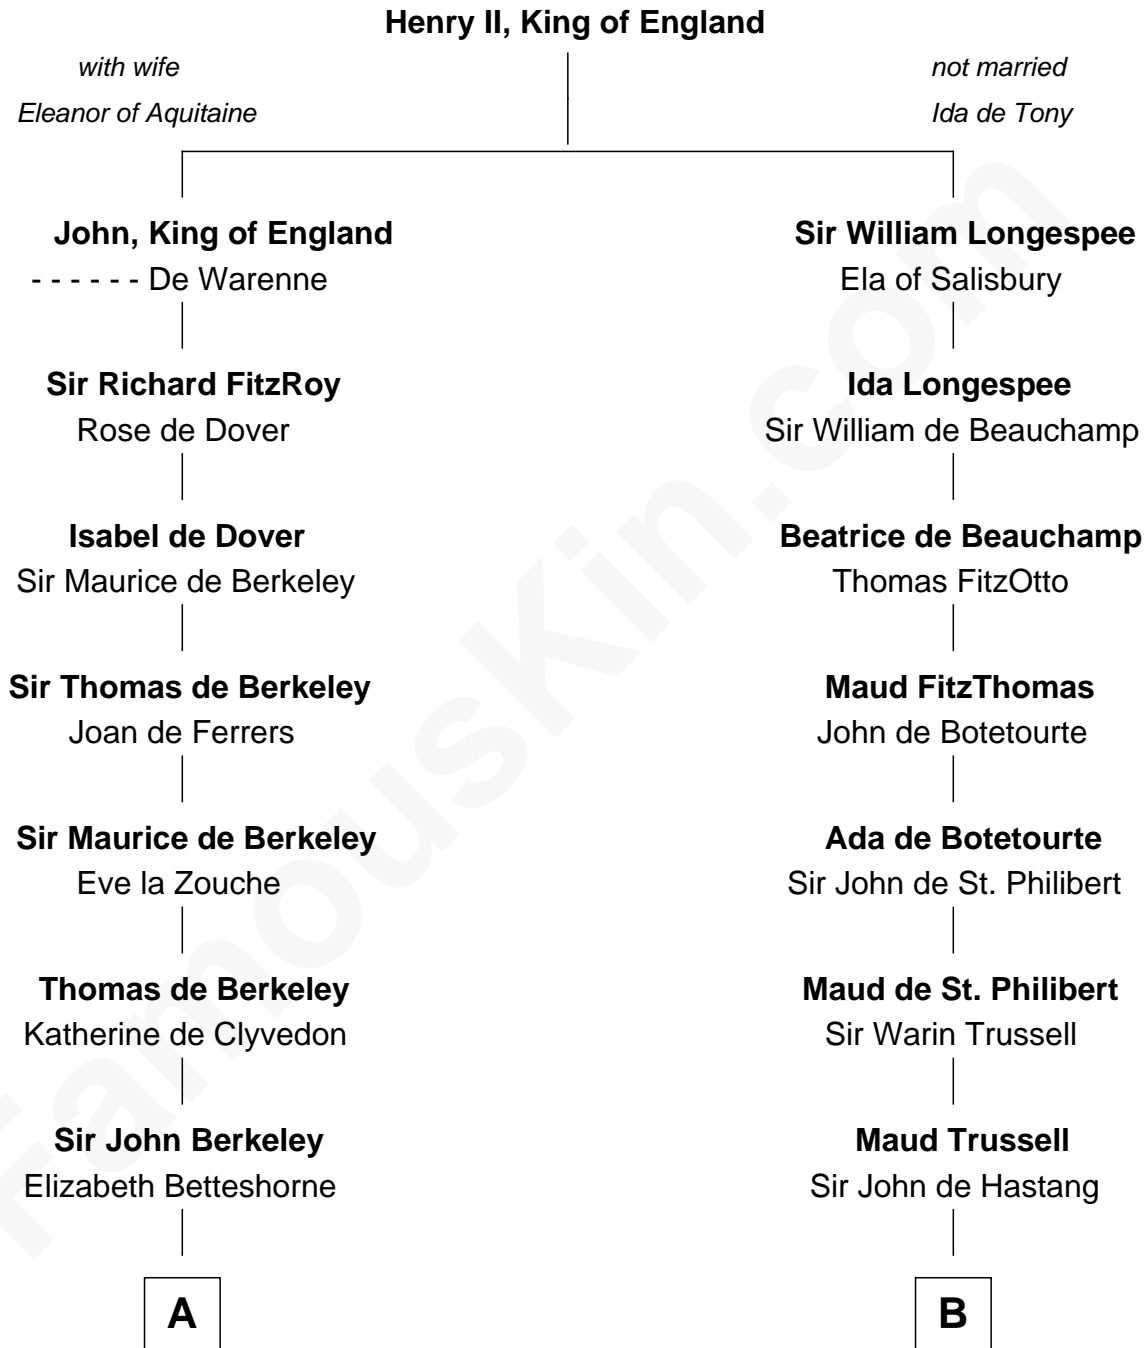 Henry II, King of England
with wife
Eleanor of Aquitaine
not married
Ida de Tony
John, King of England
- - - - - - De Warenne
Sir William Longespee
Ela of Salisbury
Sir Richard FitzRoy
Rose de Dover
Ida Longespee
Sir William de Beauchamp
Isabel de Dover
Sir Maurice de Berkeley
Beatrice de Beauchamp
Thomas FitzOtto
Sir Thomas de Berkeley
Joan de Ferrers
Maud FitzThomas
John de Botetourte
Sir Maurice de Berkeley
Eve la Zouche
Ada de Botetourte
Sir John de St. Philibert
Thomas de Berkeley
Katherine de Clyvedon
Maud de St. Philibert
Sir Warin Trussell
Sir John Berkeley
Elizabeth Betteshorne
Maud Trussell
Sir John de Hastang
A
B
FamousKin.com